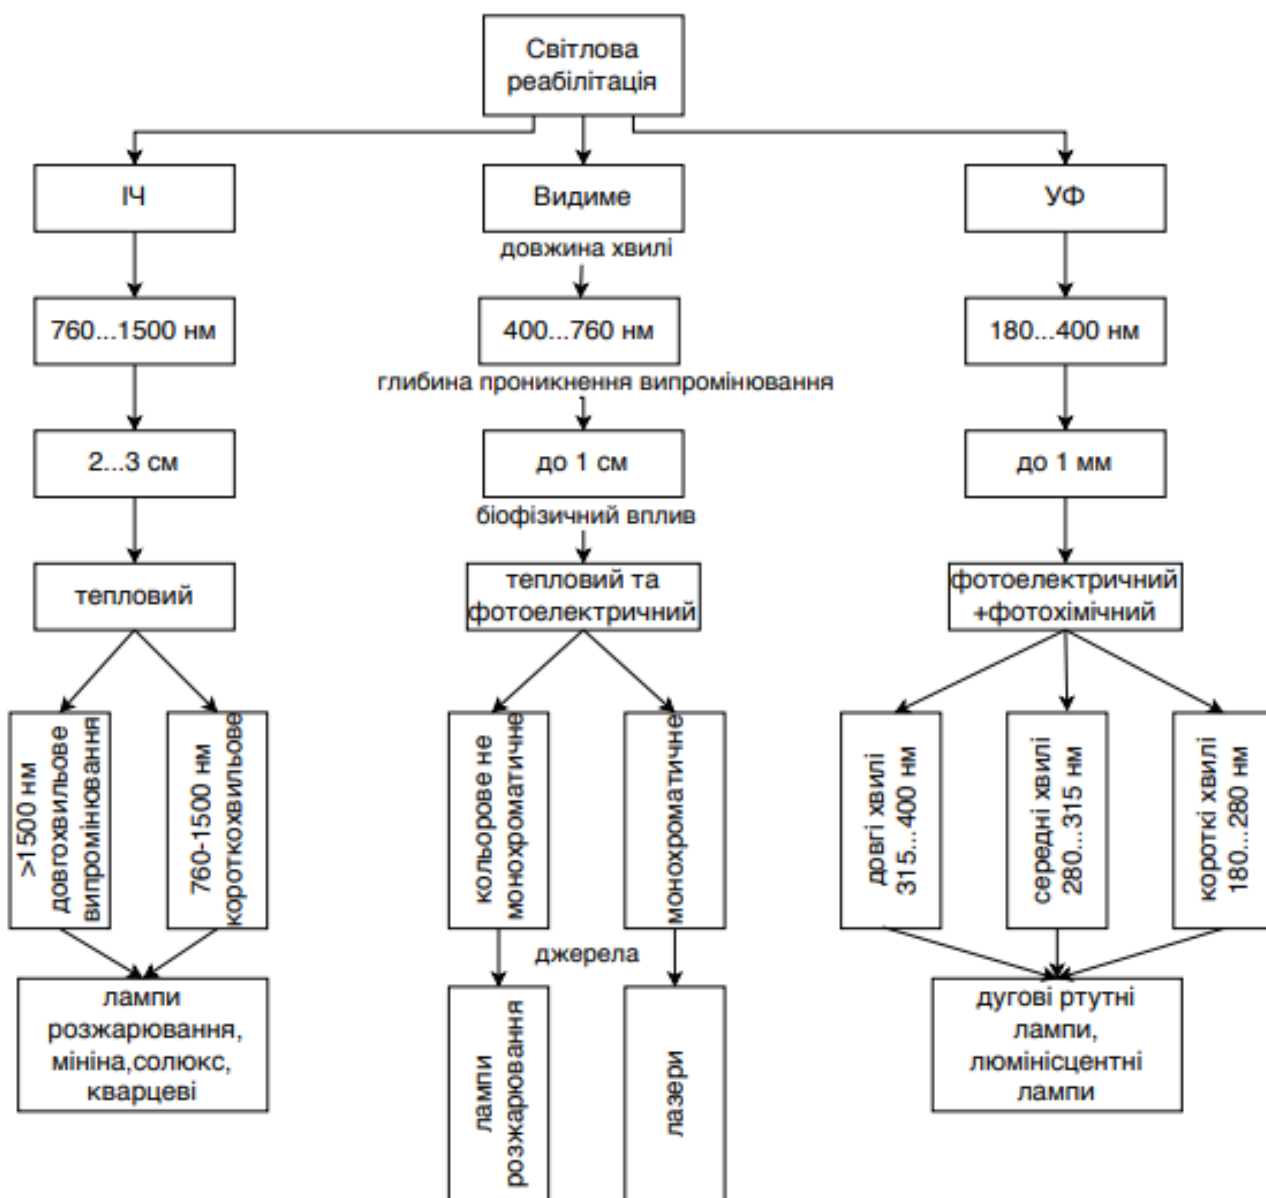 Світлова
реабілітація
ІЧ
Видиме
УФ
довжина хвилі
760...1500 нм
400...760 нм
180...400 нм
глибина проникнення випромінювання
2...3 см
до 1 см
до 1 мм
біофізичний вплив
тепловий
тепловий та
фотоелектричний
фотоелектричний
+фотохімічний
>1500 нм
довгохвильове
випромінювання
760-1500 нм
короткохвильове
кольорове не
монохроматичне
монохроматичне
довгі хвилі
315...400 нм
середні хвилі
280...315 нм
короткі хвилі
180...280 нм
джерела
лампи
розжарювання,
мініна,солюкс,
кварцеві
лампи
розжарювання
лазери
дугові ртутні
лампи,
люмінісцентні
лампи